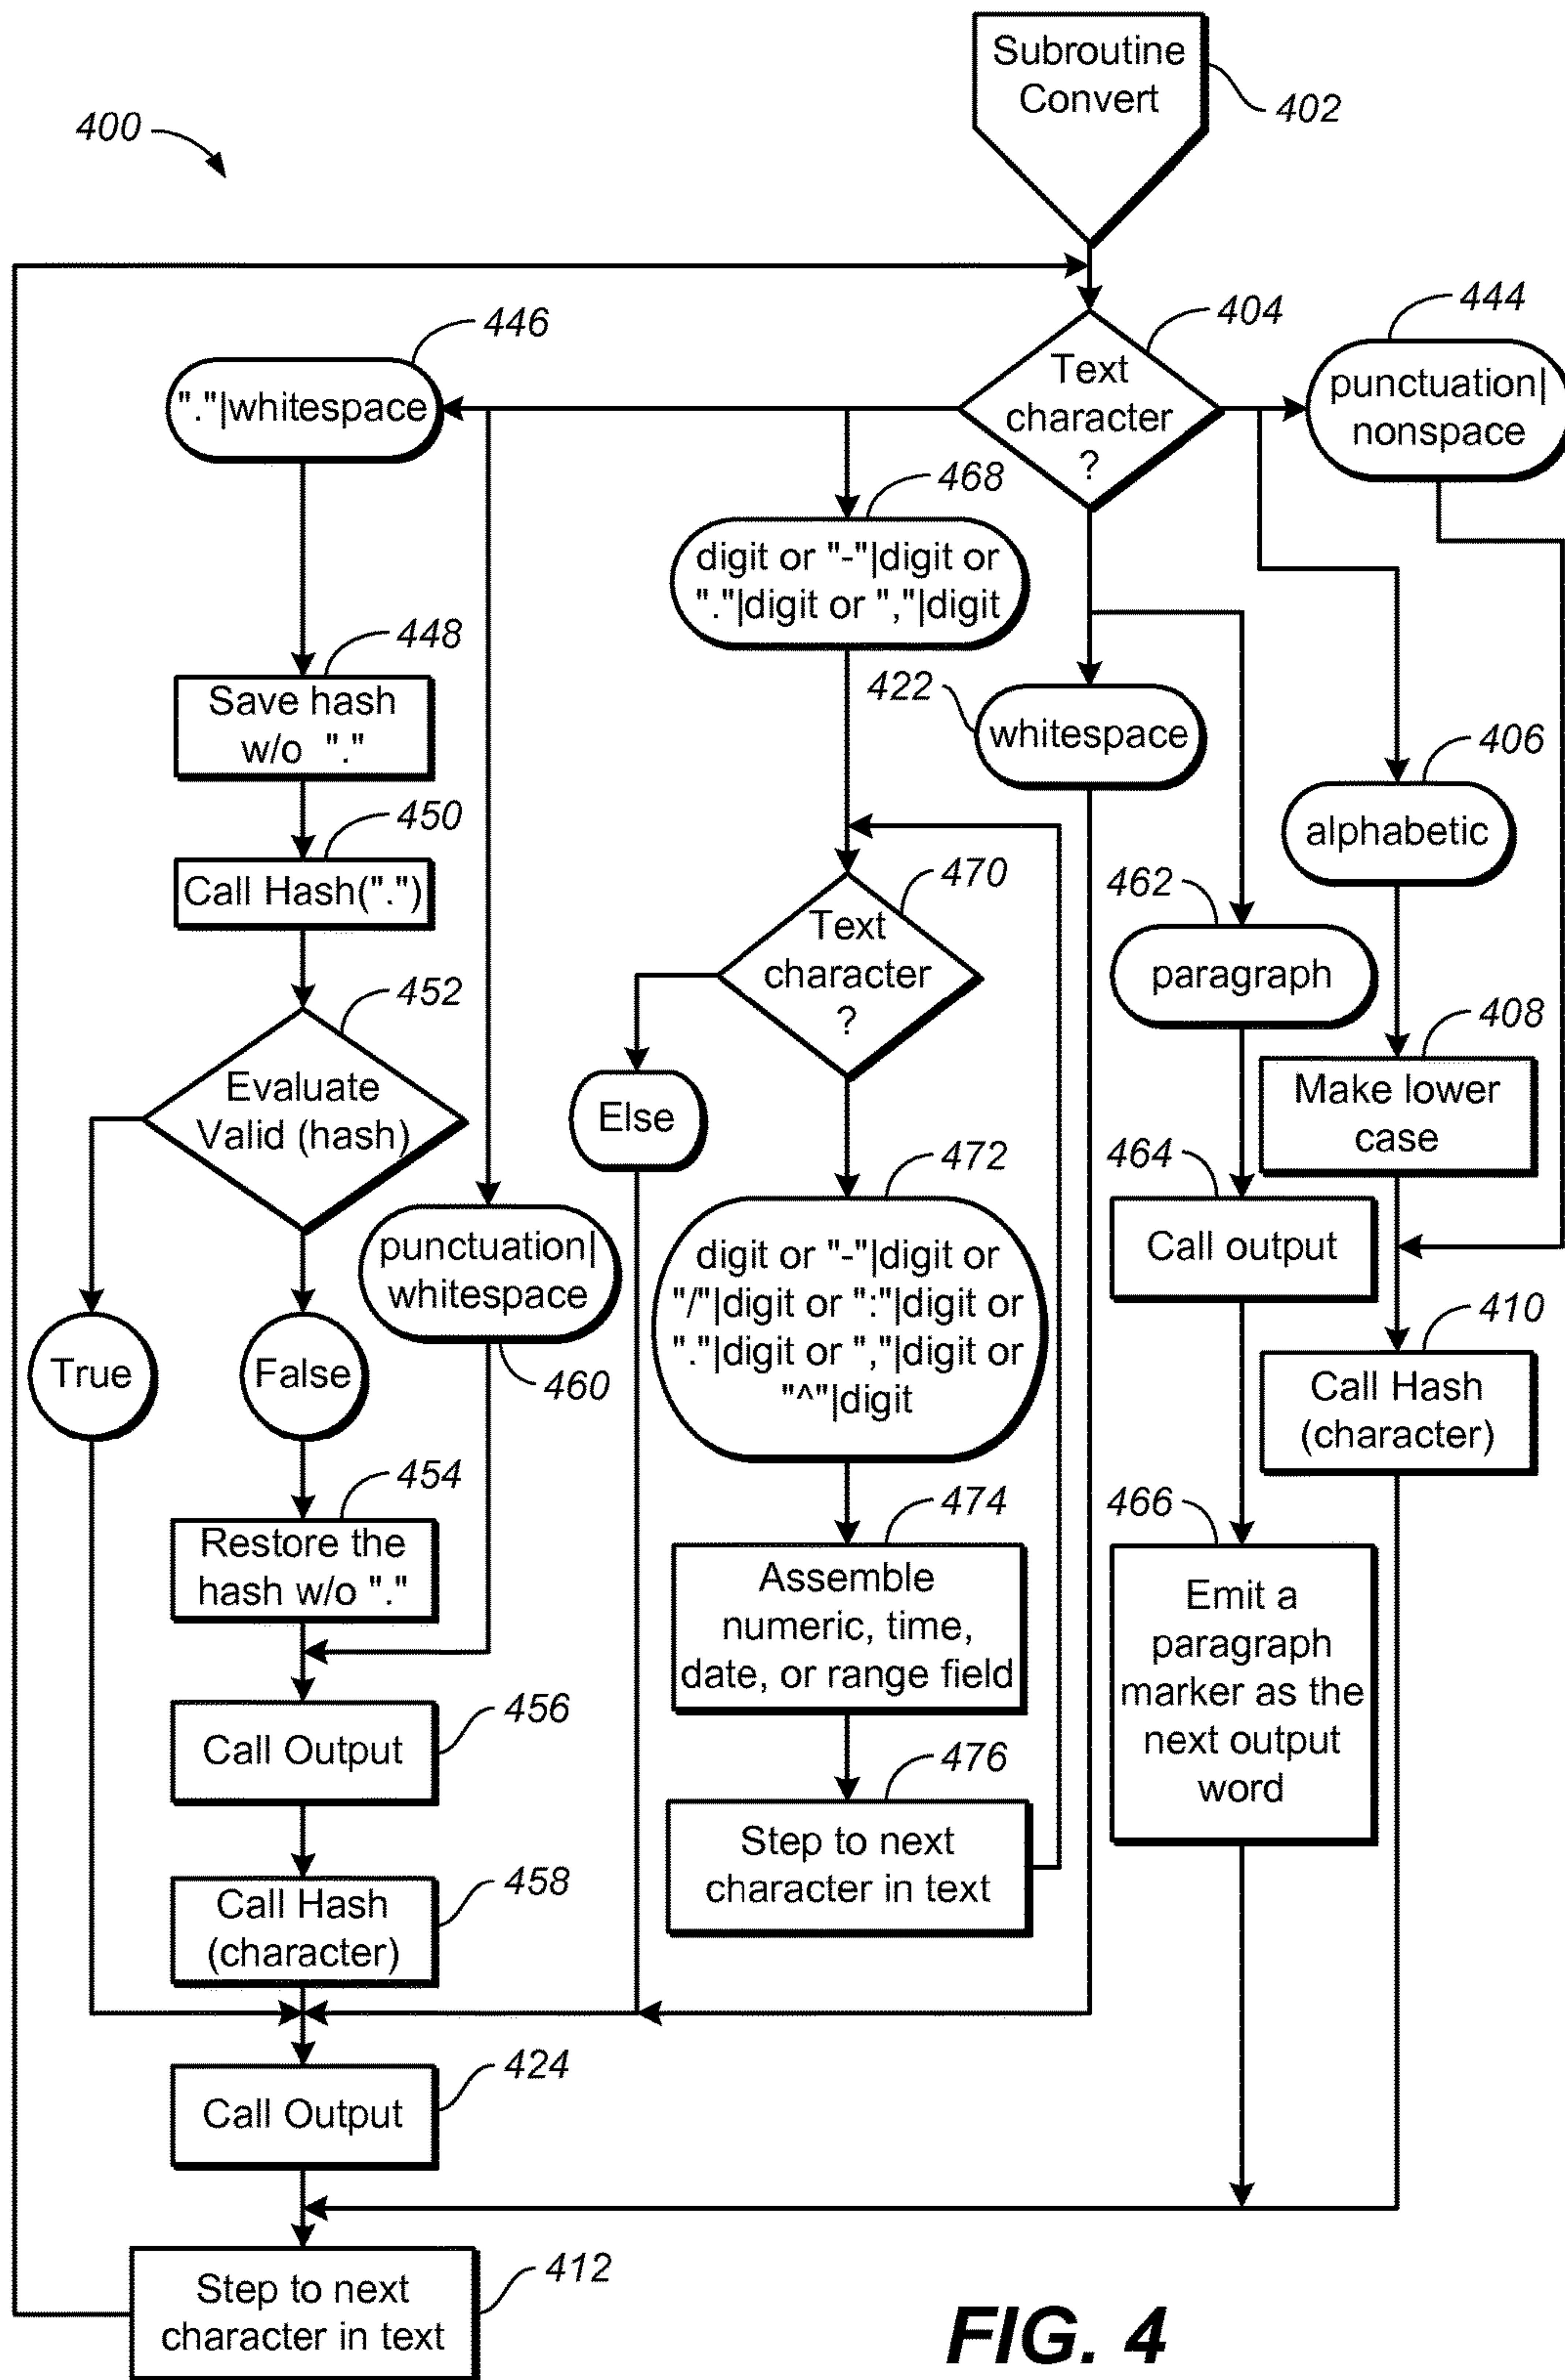 Subroutine
Convert
402
400
446
404
444
"."|whitespace
Text
character
?
punctuation|
nonspace
468
digit or "-"|digit or
"."|digit or ","|digit
448
Save hash
w/o "."
422
whitespace
406
alphabetic
450
Call Hash(".")
470
Text
character
?
462
paragraph
452
Evaluate
Valid (hash)
408
Make lower
case
Else
472
digit or "-"|digit or
"/"|digit or ":"|digit or
"."|digit or ","|digit or
"^"|digit
464
Call output
punctuation|
whitespace
460
True
False
410
Call Hash
(character)
454
Restore the
hash w/o "."
474
Assemble
numeric, time,
date, or range field
466
Emit a
paragraph
marker as the
next output
word
456
Call Output
476
Step to next
character in text
458
Call Hash
(character)
424
Call Output
412
Step to next
character in text
FIG. 4